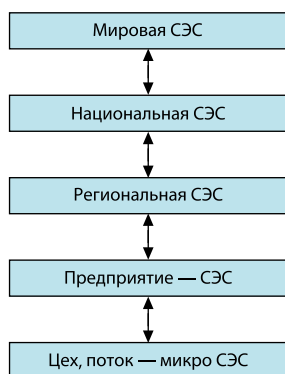 Мировая СЭС
Национальная СЭС
Региональная СЭС
Предприятие — СЭС
Цех, поток — микро СЭС